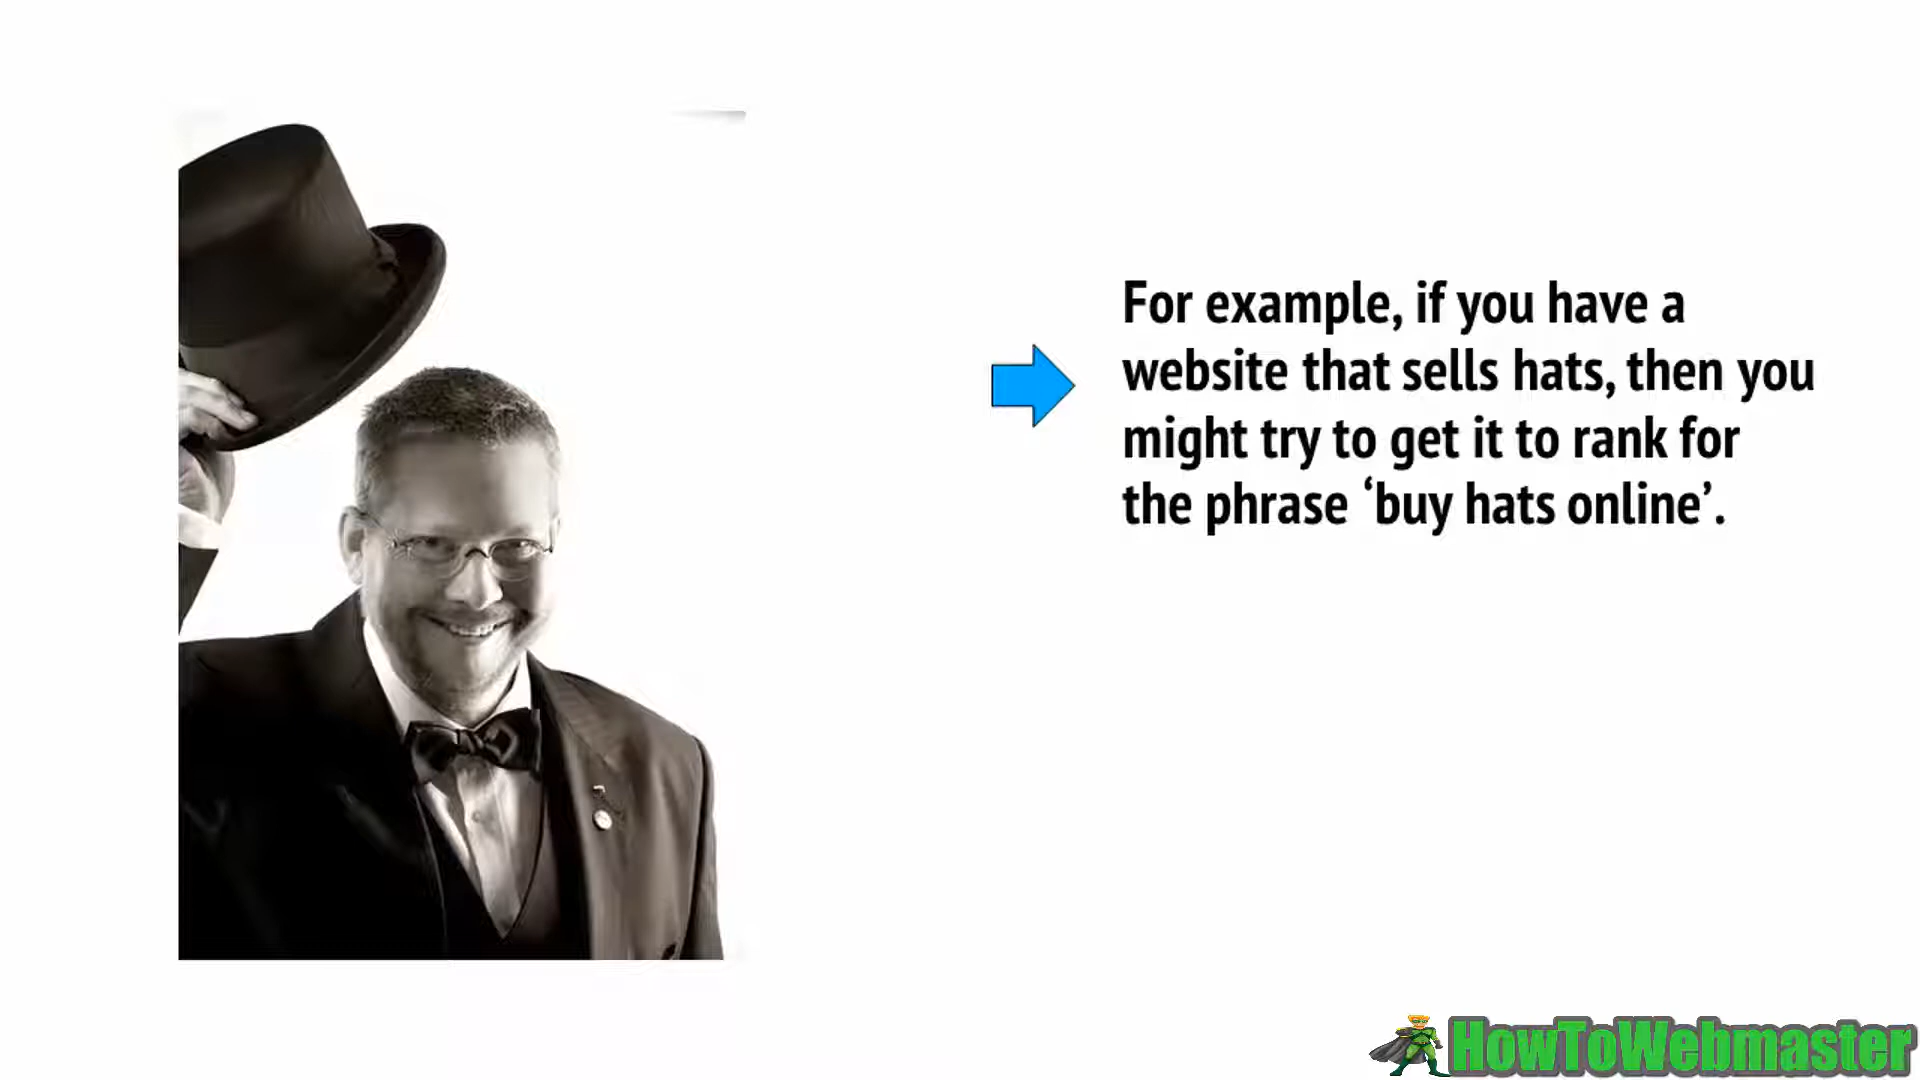 For example, if you have a
website that sells hats, then you
might try to get it to rank for
the phrase ‘buy hats online’.
HowToWebmaster